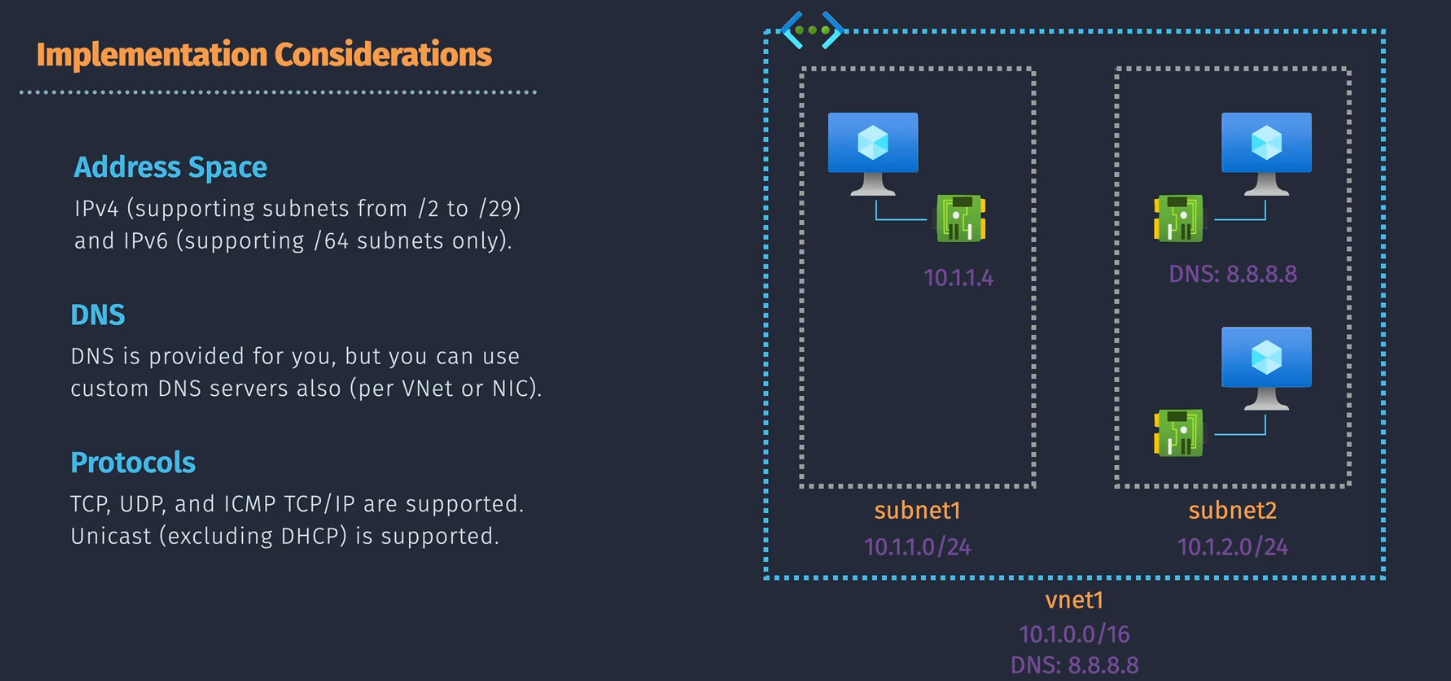 Implementation Considerations
Address Space
IPv4 (supporting subnets from /2 to /29)
and IPv6 (supporting /64 subnets only).
DNS
DNS is provided for you, but you can use
custom DNS servers also (per VNet or NIC).
Protocols
TCP, UDP, and ICMP TCP/IP are supported.
Unicast (excluding DHCP) is supported.
10.1.1.4
DNS: 8.8.8.8
subnet1
10.1.1.0/24
subnet2
10.1.2.0/24
vnet1
10.1.0.0/16
DNS: 8.8.8.8